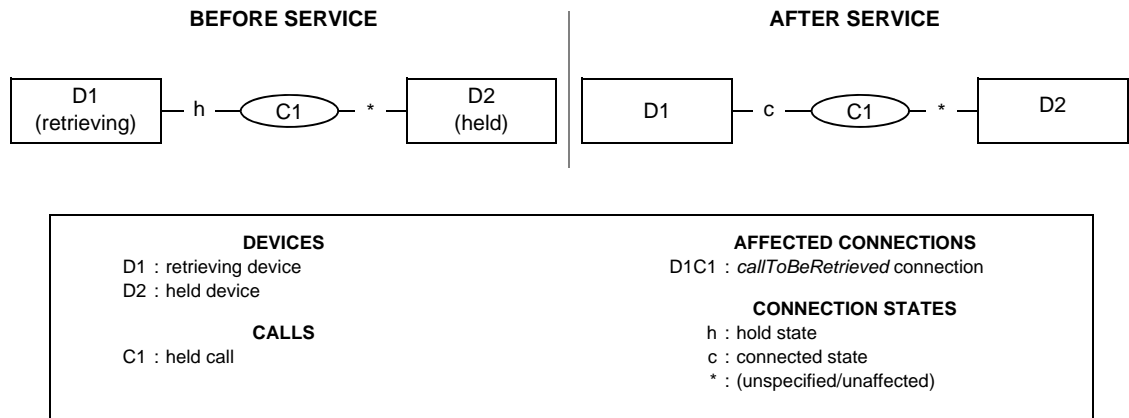 BEFORE SERVICE
AFTER SERVICE
D1
(retrieving)
h
C1
*
D2
(held)
D1
c
C1
*
D2
DEVICES
D1 : retrieving device
D2 : held device
CALLS
C1 : held call
AFFECTED CONNECTIONS
D1C1 : callToBeRetrieved connection
CONNECTION STATES
h : hold state
c : connected state
* : (unspecified/unaffected)